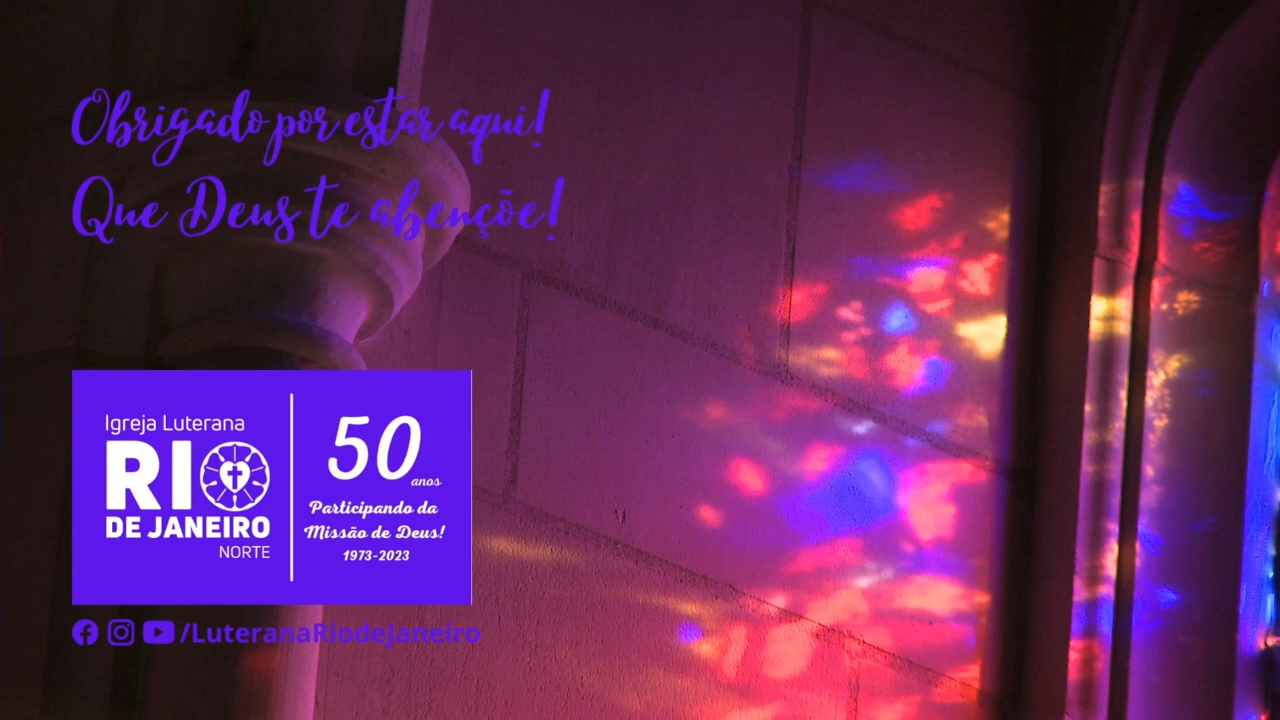 Obrigado por estar aqui!
Que Deus te abençõe!
Igreja Luterana
RIO
DE JANEIRO
NORTE
50
anos
Participando da
Missão de Deus!
1973-2023
/LuteranaRiodeJaneiro